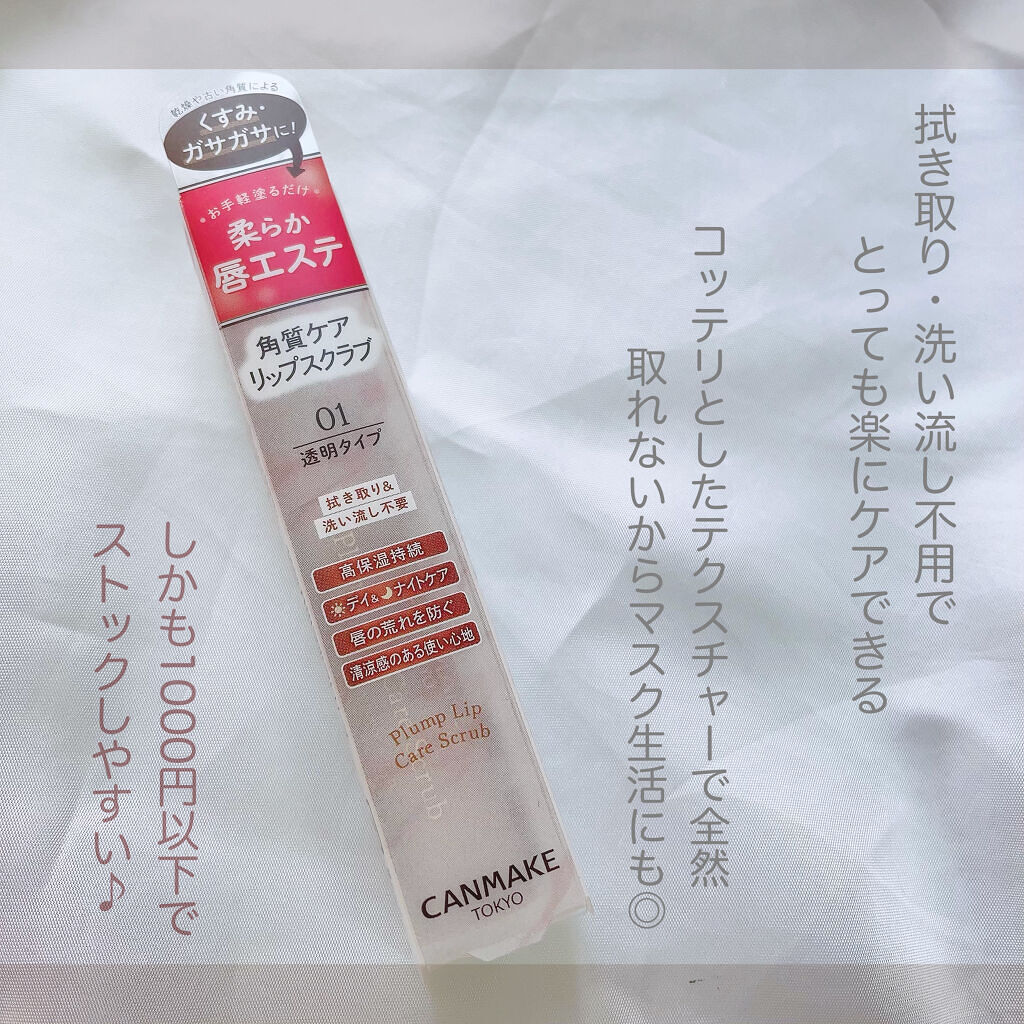 拭き取り・洗い流し不用で
とっても楽にケアできる
コッテリとしたテクスチャーで全然
取れないからマスク生活にも◎
しかも1000円以下で
ストックしやすい♪
乾燥や古い角質による
くすみ・
ガサガサに!
お手軽塗るだけ
柔らか
唇エステ
角質ケア
リップスクラブ
01
透明タイプ
拭き取り&
洗い流し不要
高保湿持続
デイ&ナイトケア
唇の荒れを防ぐ
清涼感のある使い心地
Plump Lip
Care Scrub
CANMAKE
TOKYO